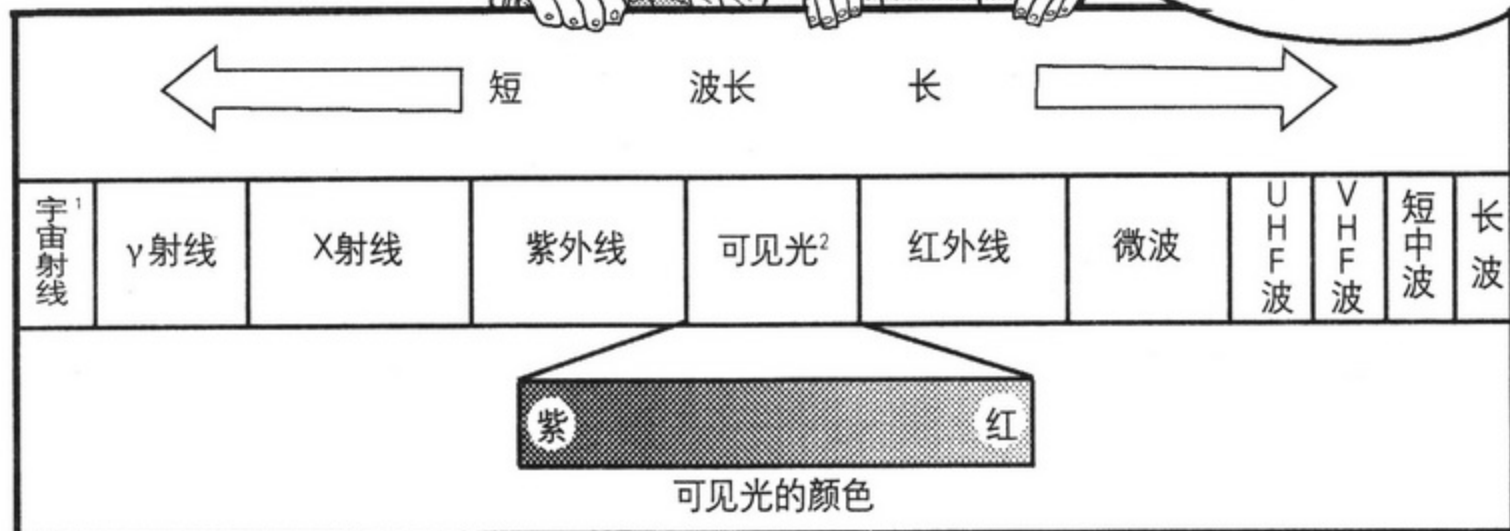 短 波长 长
宇宙射线¹
γ射线
X射线
紫外线
可见光²
红外线
微波
UHF波
VHF波
短中波
长波
紫 红
可见光的颜色